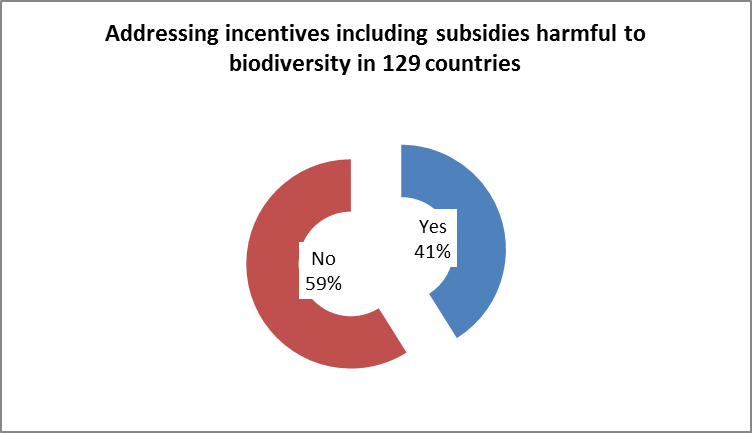 Addressing incentives including subsidies harmful to
biodiversity in 129 countries
Yes
41%
No
59%